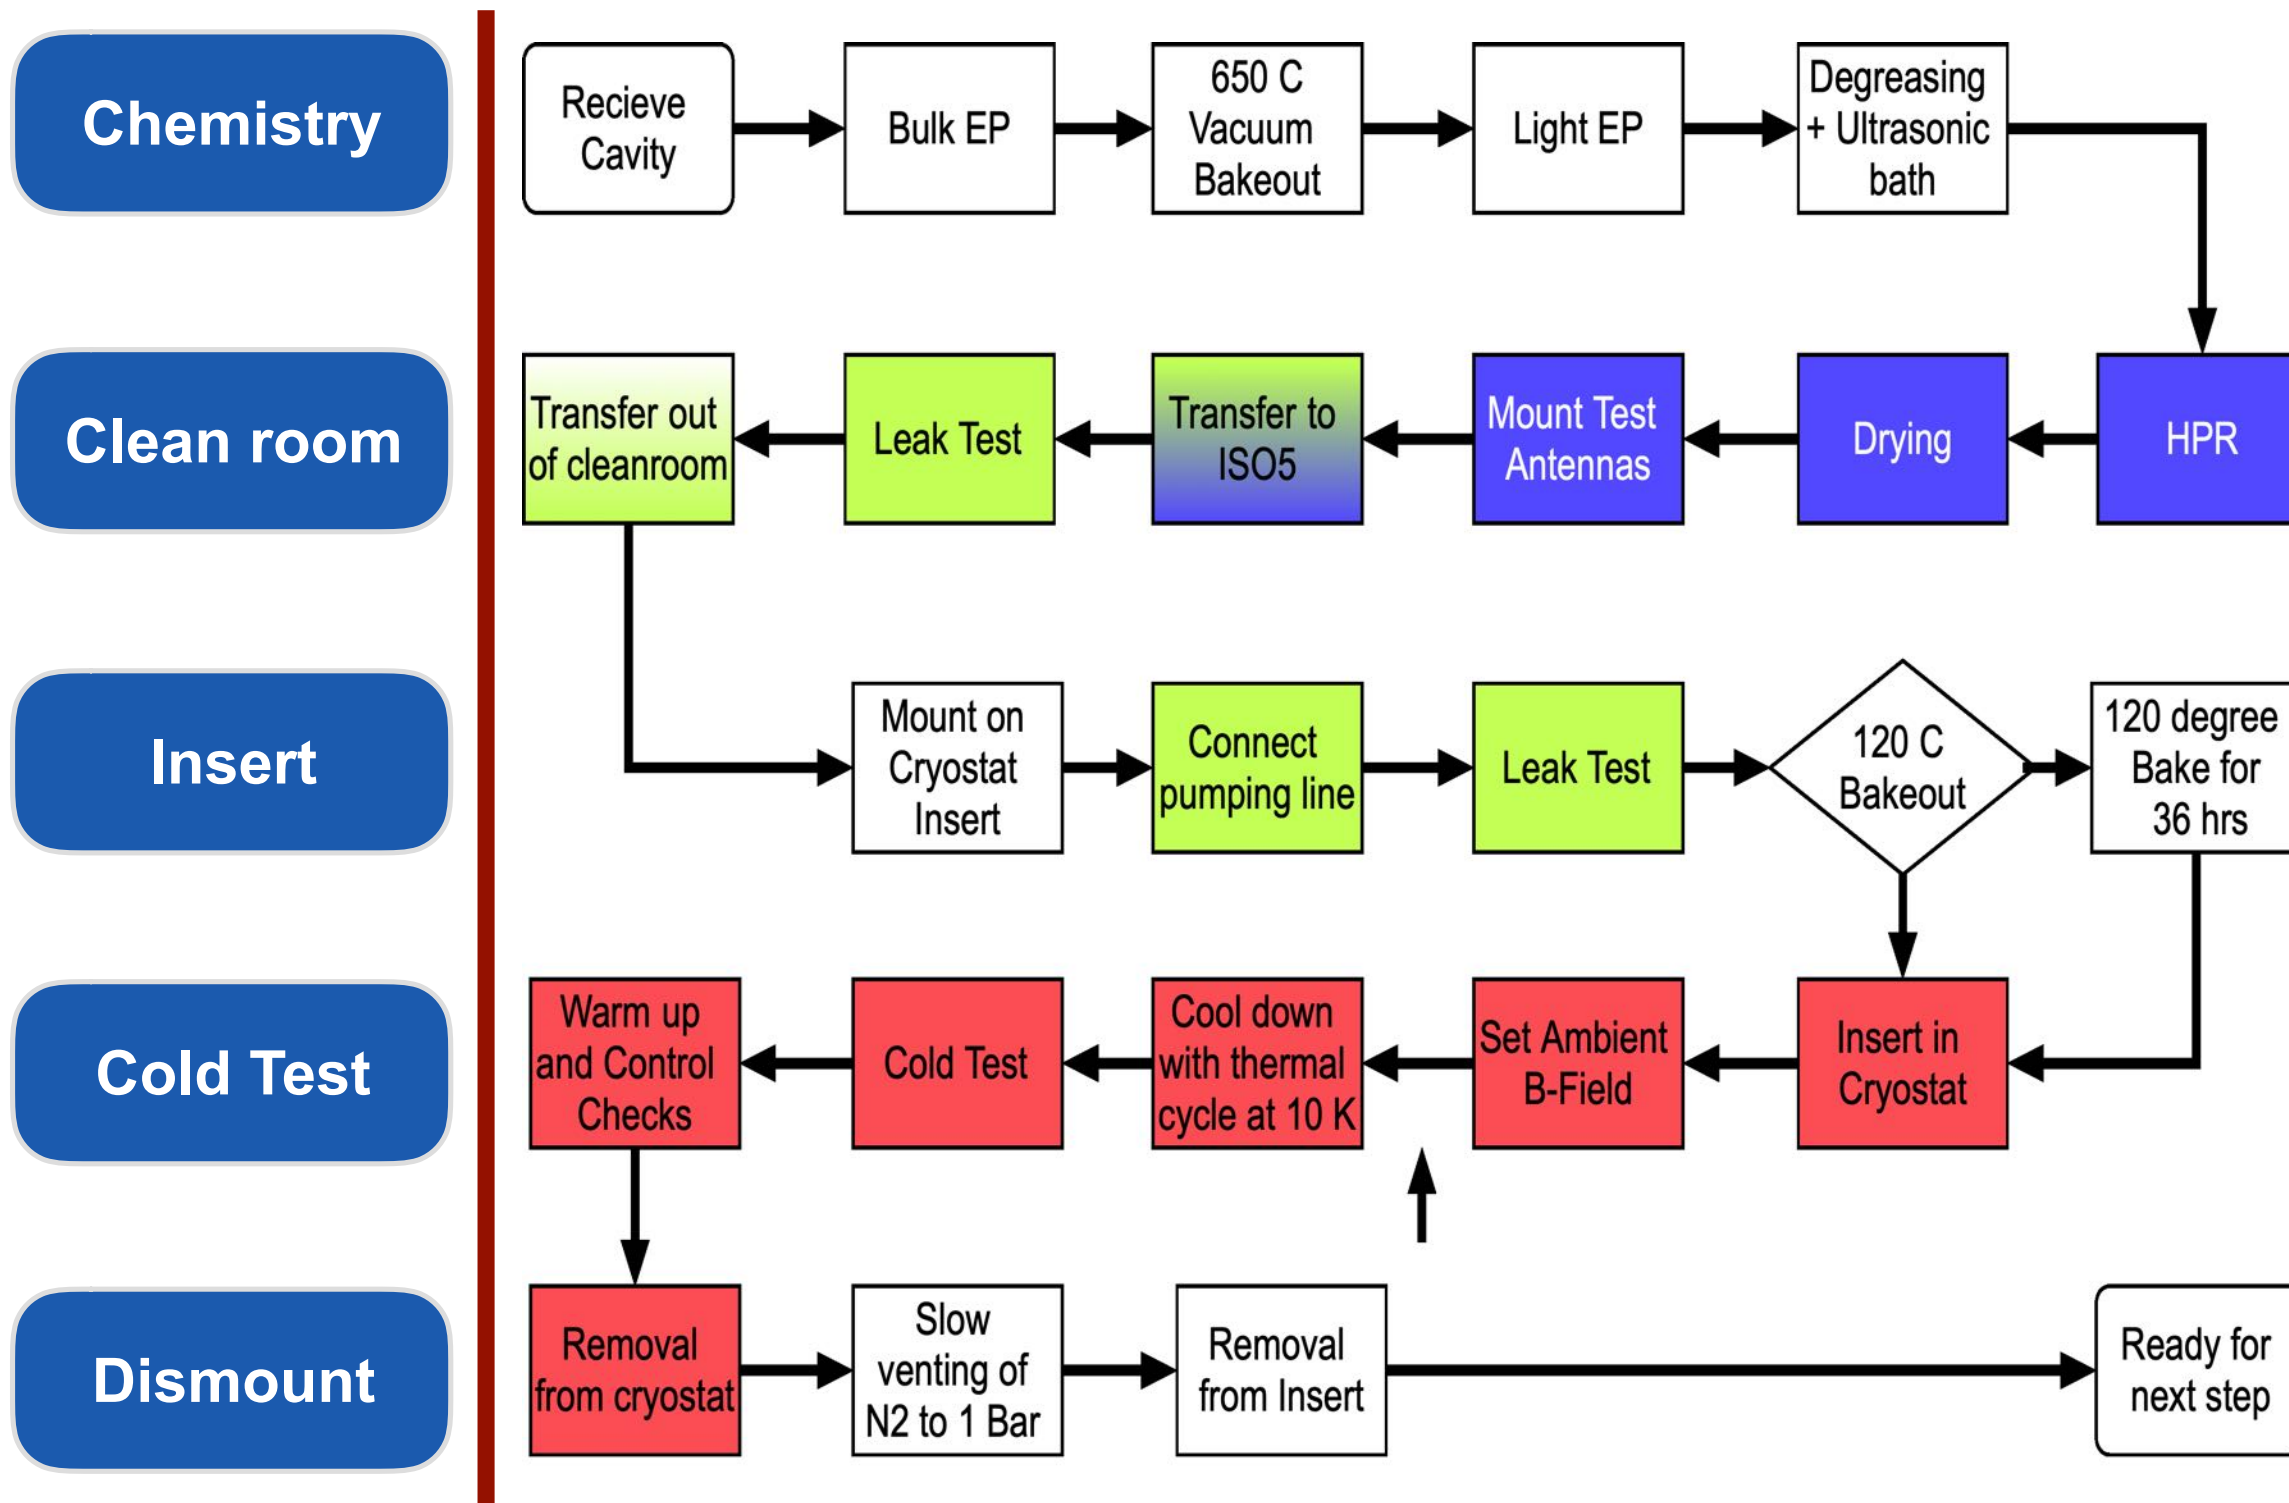 Chemistry
Recieve
Cavity
Bulk EP
650 C
Vacuum
Bakeout
Light EP
Degreasing
+ Ultrasonic
bath
Clean room
Transfer out
of cleanroom
Leak Test
Transfer to
ISO5
Mount Test
Antennas
Drying
HPR
Insert
Mount on
Cryostat
Insert
Connect
pumping line
Leak Test
120 C
Bakeout
120 degree
Bake for
36 hrs
Cold Test
Warm up
and Control
Checks
Cold Test
Cool down
with thermal
cycle at 10 K
Set Ambient
B-Field
Insert in
Cryostat
Dismount
Removal
from cryostat
Slow
venting of
N2 to 1 Bar
Removal
from Insert
Ready for
next step